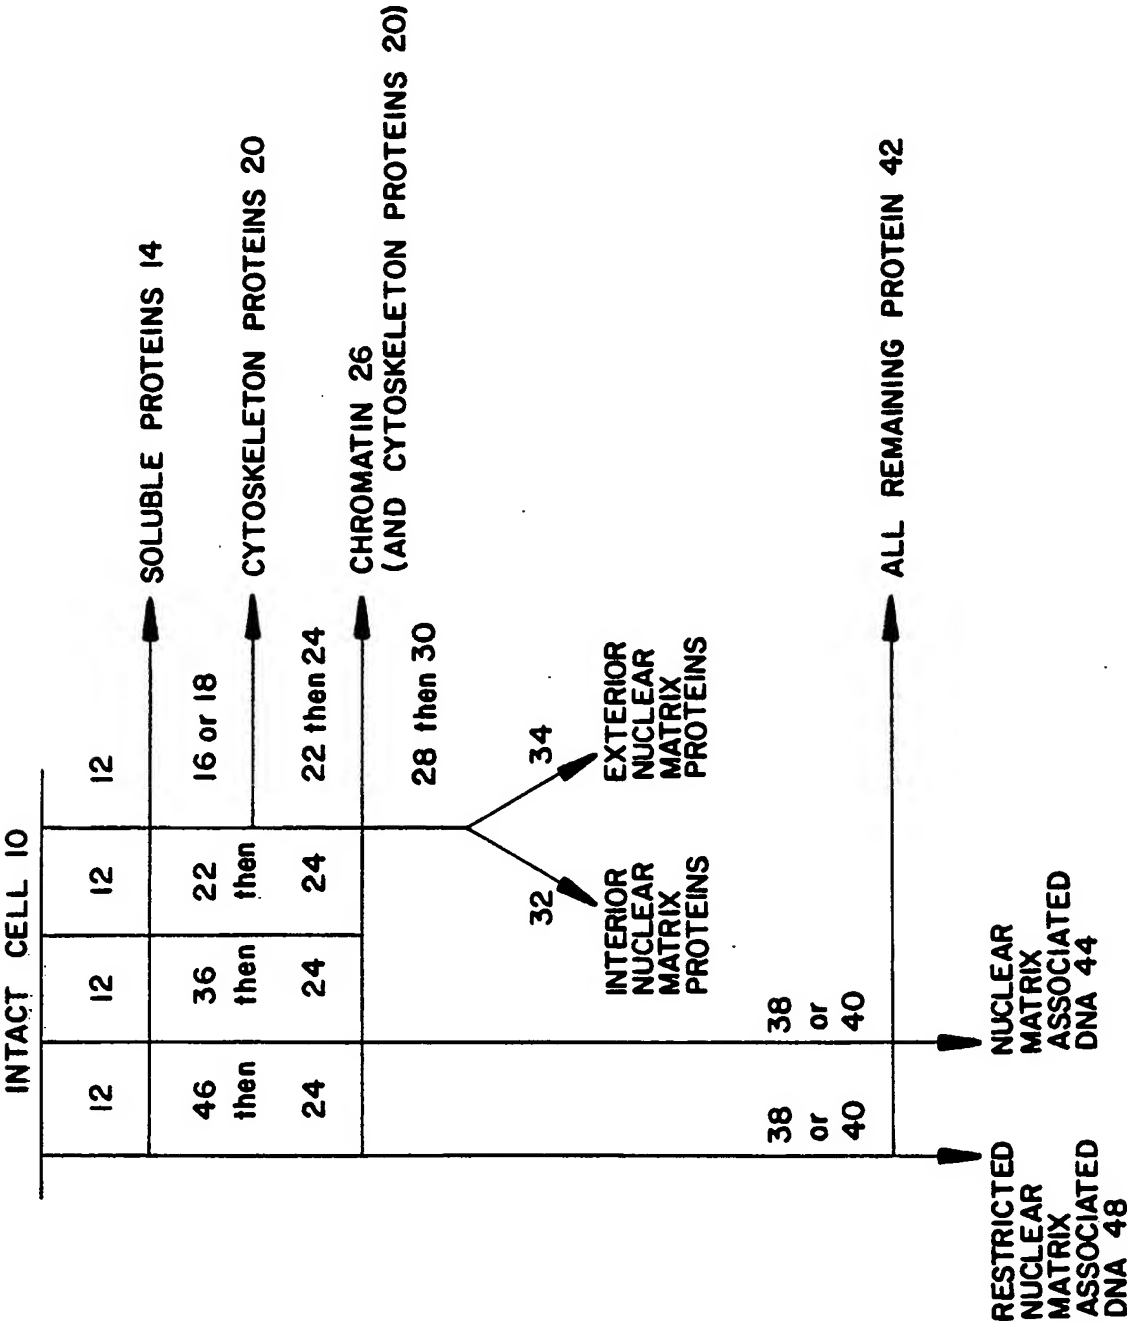 INTACT CELL 10
12
12
12
12
SOLUBLE PROTEINS 14
46
then
36
then
22
then
16 or 18
CYTOSKELETON PROTEINS 20
24
24
24
22 then 24
CHROMATIN 26
(AND CYTOSKELETON PROTEINS 20)
28 then 30
32
34
INTERIOR
NUCLEAR
MATRIX
PROTEINS
EXTERIOR
NUCLEAR
MATRIX
PROTEINS
38
or
40
38
or
40
ALL REMAINING PROTEIN 42
RESTRICTED
NUCLEAR
MATRIX
ASSOCIATED
DNA 48
NUCLEAR
MATRIX
ASSOCIATED
DNA 44